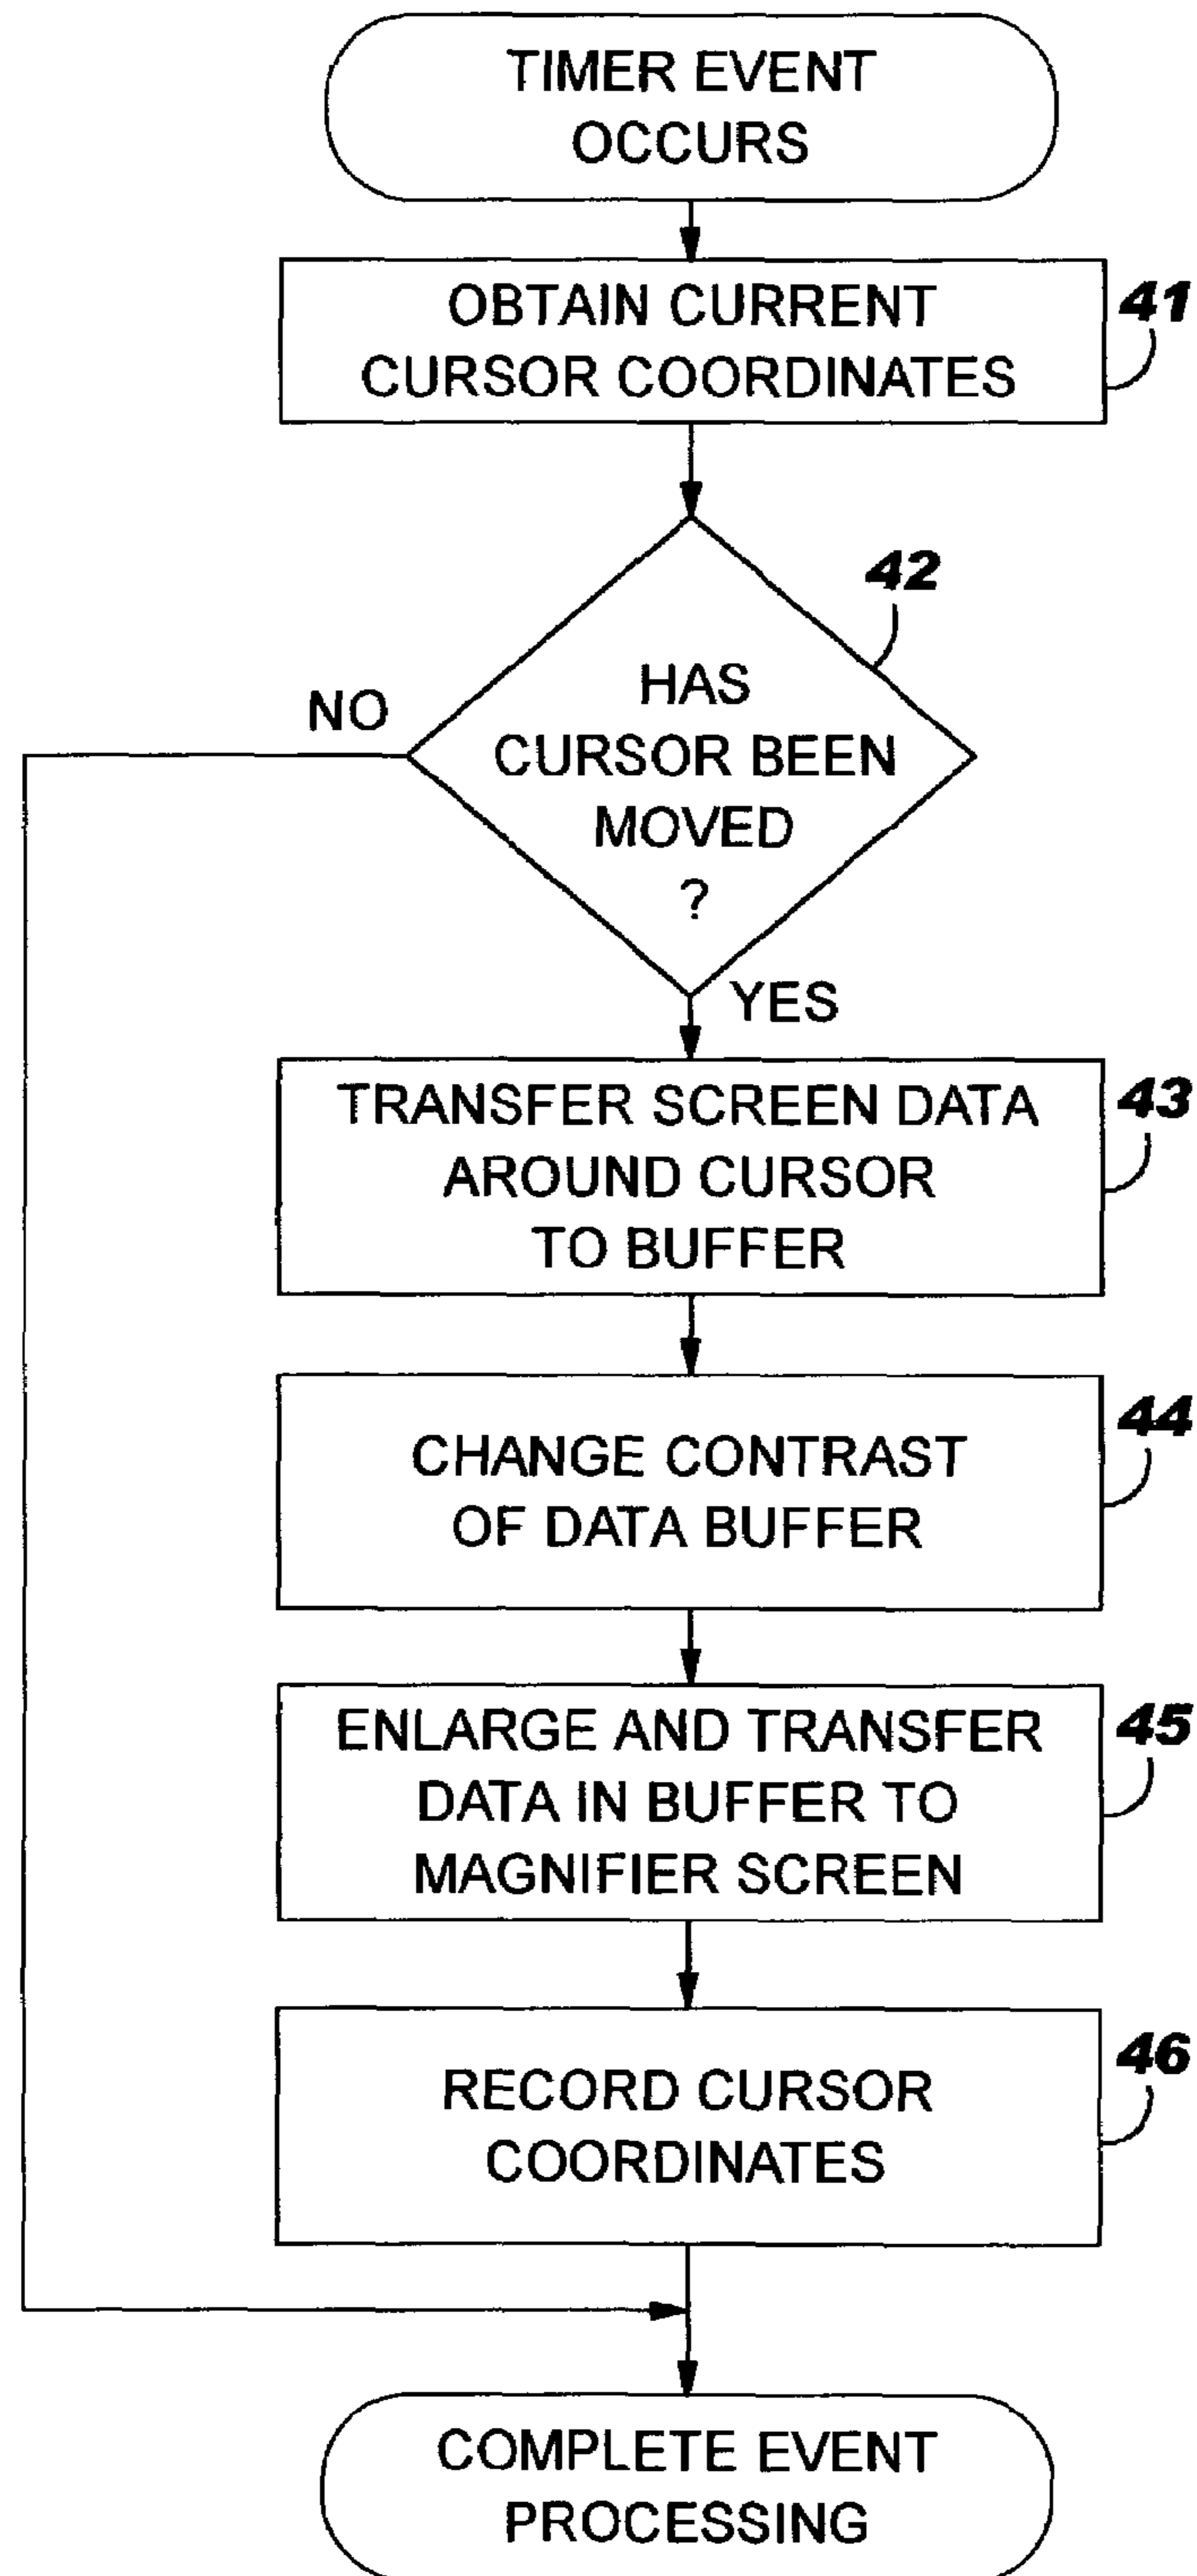 TIMER EVENT
OCCURS
OBTAIN CURRENT
CURSOR COORDINATES
41
42
HAS
CURSOR BEEN
MOVED
?
NO
YES
TRANSFER SCREEN DATA
AROUND CURSOR
TO BUFFER
43
CHANGE CONTRAST
OF DATA BUFFER
44
ENLARGE AND TRANSFER
DATA IN BUFFER TO
MAGNIFIER SCREEN
45
RECORD CURSOR
COORDINATES
46
COMPLETE EVENT
PROCESSING